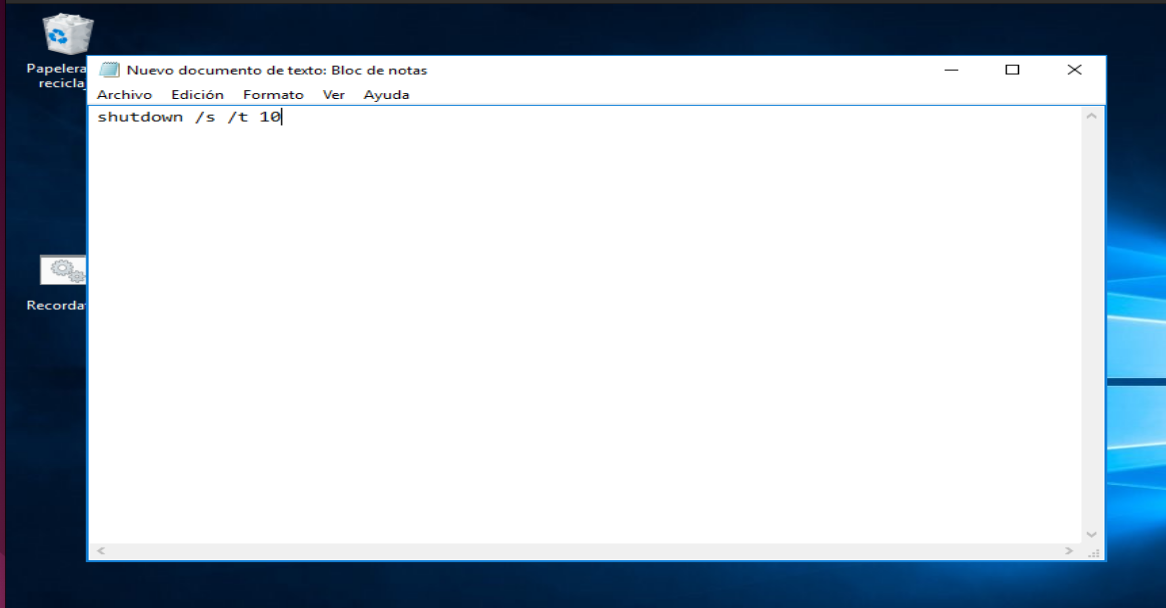 Papelera
recicla
Nuevo documento de texto: Bloc de notas
Archivo Edición Formato Ver Ayuda
shutdown /s /t 10
Recorda